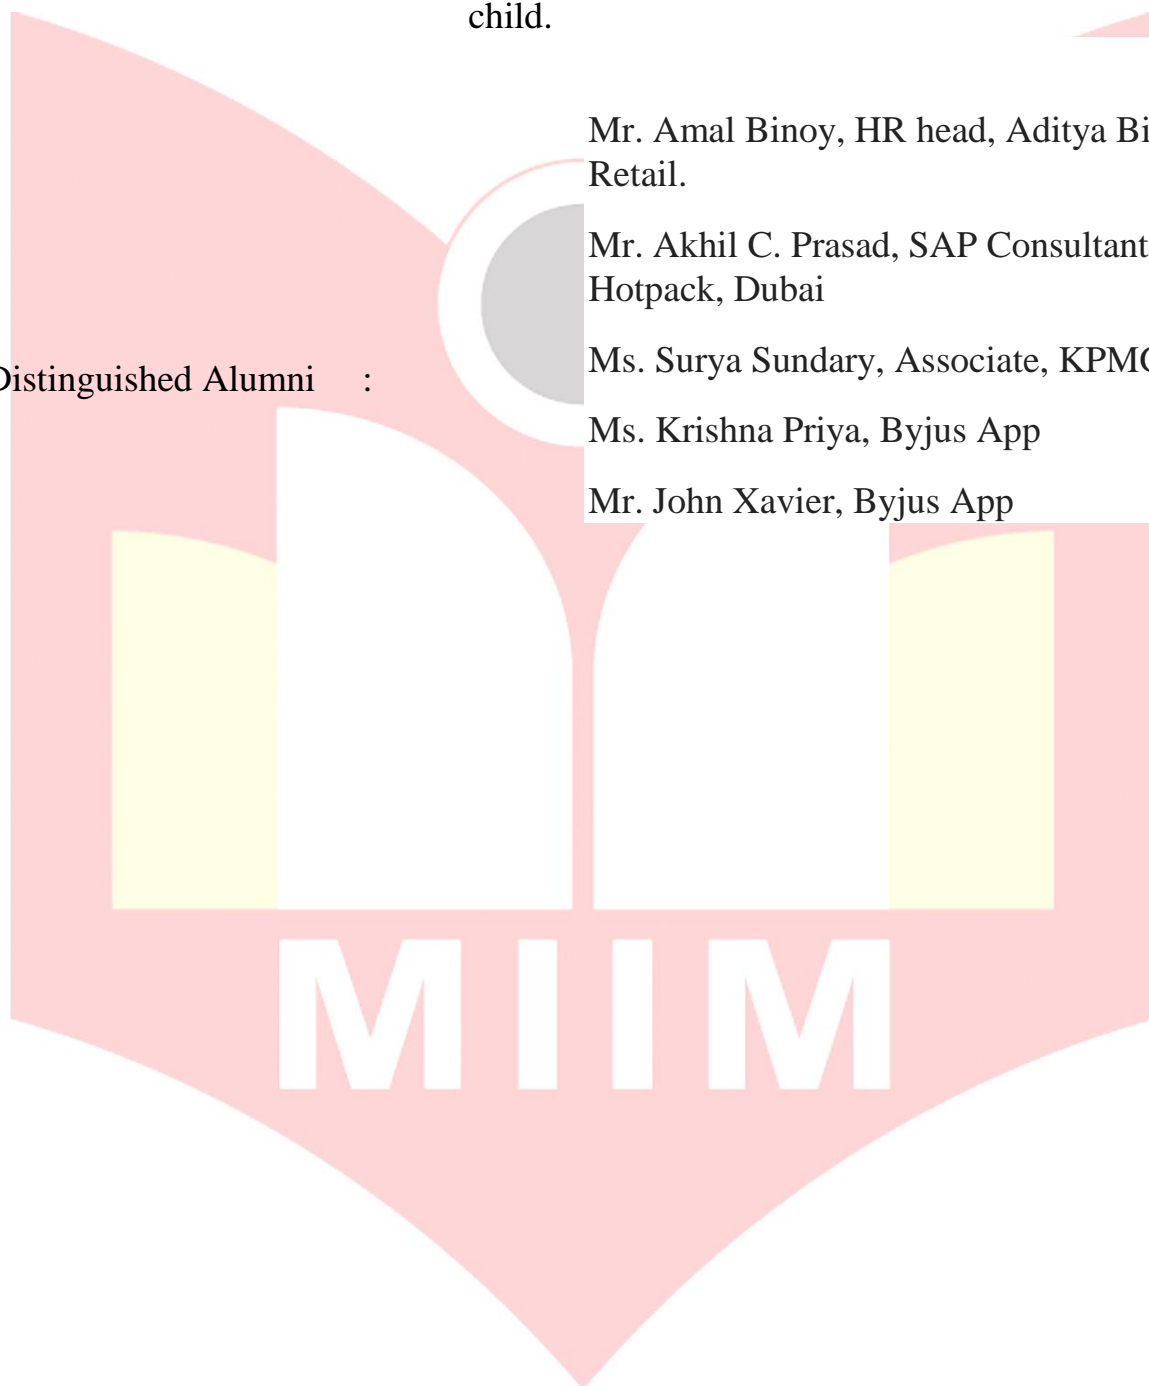 child.
Mr. Amal Binoy, HR head, Aditya Bi
Retail.
Mr. Akhil C. Prasad, SAP Consultant
Hotpack, Dubai
Distinguished Alumni :
Ms. Surya Sundary, Associate, KPMG
Ms. Krishna Priya, Byjus App
Mr. John Xavier, Byjus App
MIIM